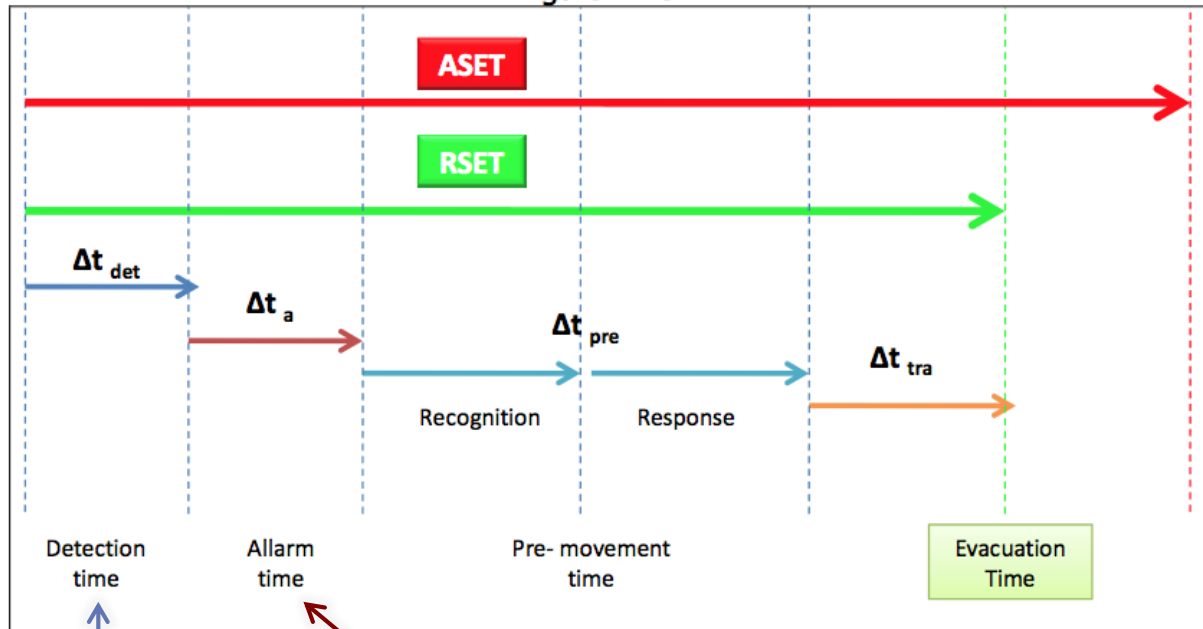 ASET
RSET
Δt det
Δt a
Δt pre
Δt tra
Recognition
Response
Detection
time
Allarm
time
Pre- movement
time
Evacuation
Time